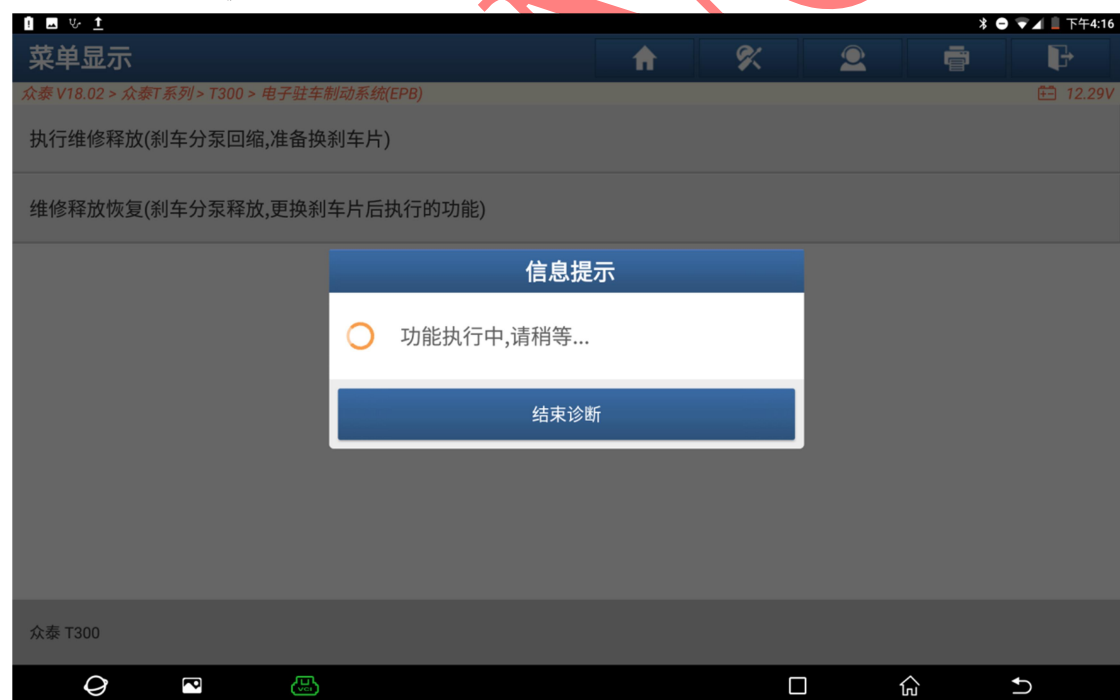 下午4:16
菜单显示
众泰 V18.02 > 众泰T系列 > T300 > 电子驻车制动系统(EPB)
12.29V
执行维修释放(刹车分泵回缩,准备换刹车片)
维修释放恢复(刹车分泵释放,更换刹车片后执行的功能)
信息提示
功能执行中,请稍等...
结束诊断
众泰 T300
VCI